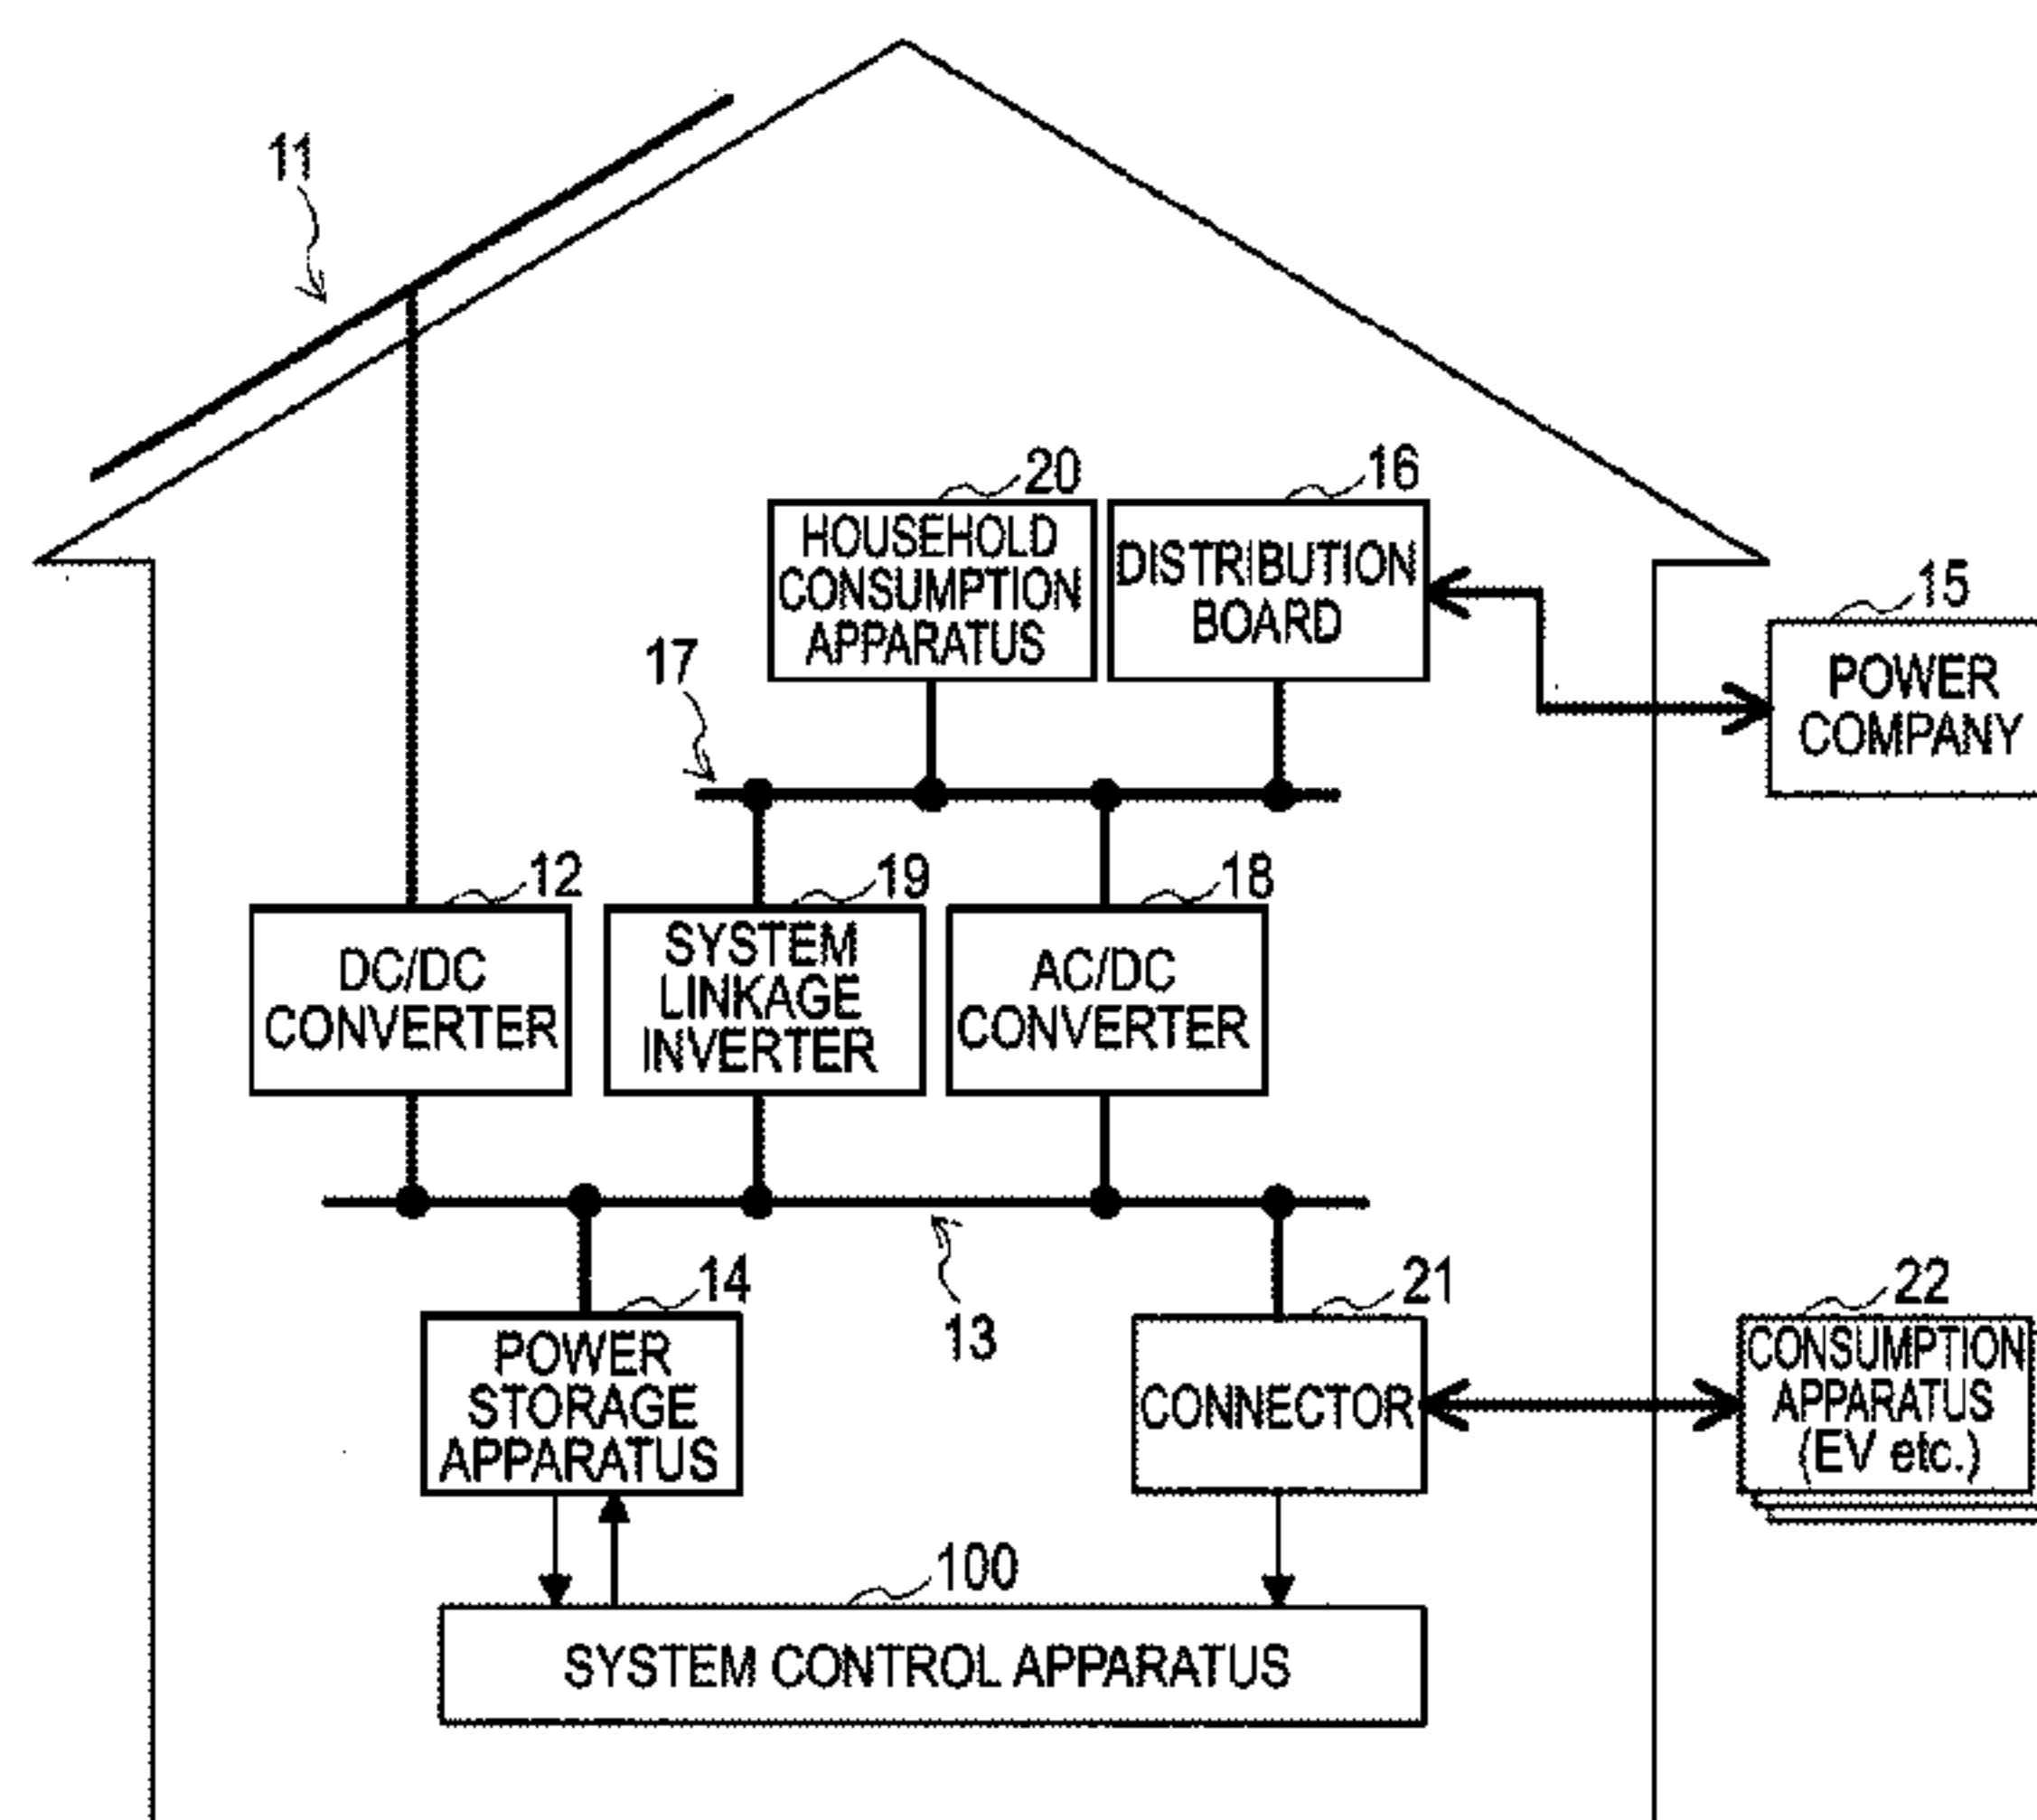 11
20
HOUSEHOLD
CONSUMPTION
APPARATUS
16
DISTRIBUTION
BOARD
15
POWER
COMPANY
17
12
DC/DC
CONVERTER
19
SYSTEM
LINKAGE
INVERTER
18
AC/DC
CONVERTER
13
14
POWER
STORAGE
APPARATUS
21
CONNECTOR
22
CONSUMPTION
APPARATUS
(EV etc.)
100
SYSTEM CONTROL APPARATUS